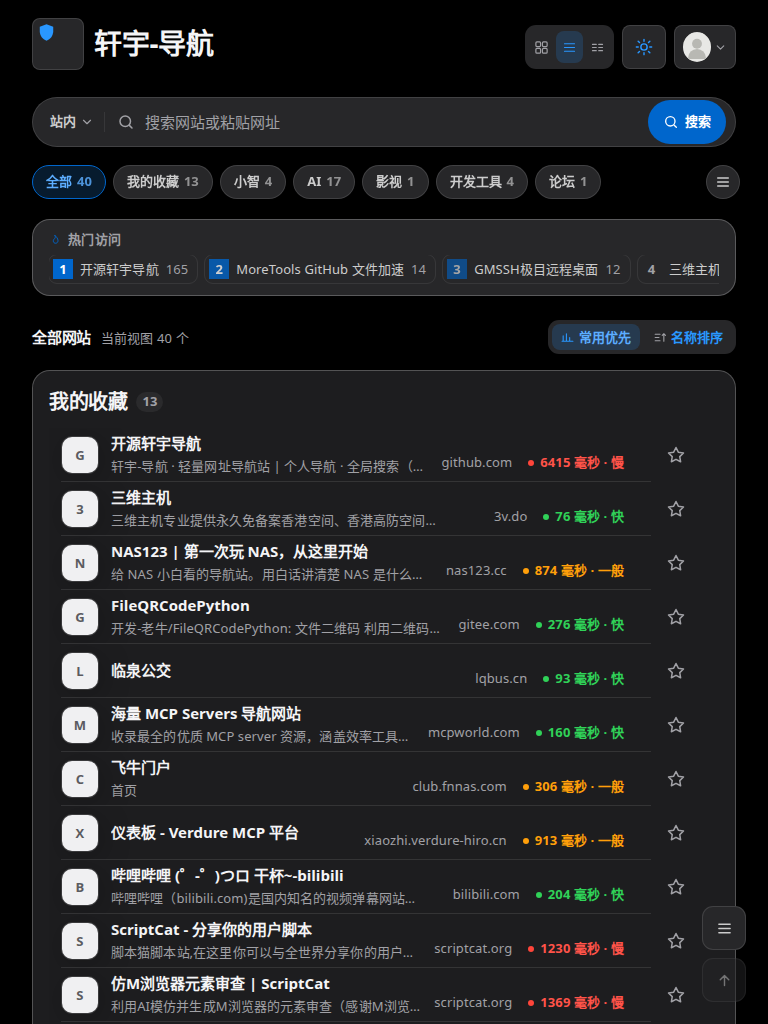 轩宇-导航
站内 搜索网站或粘贴网址 搜索
全部 40 我的收藏 13 小智 4 AI 17 影视 1 开发工具 4 论坛 1
热门访问
1 开源轩宇导航 165 2 MoreTools GitHub 文件加速 14 3 GMSSH极目远程桌面 12 4 三维主机
全部网站 当前视图 40 个 常用优先 名称排序
我的收藏 13
G 开源轩宇导航
轩宇-导航 · 轻量网址导航站 | 个人导航 · 全局搜索（... github.com 6415 毫秒 · 慢
3 三维主机
三维主机专业提供永久免备案香港空间、香港高防空间... 3v.do 76 毫秒 · 快
N NAS123 | 第一次玩 NAS，从这里开始
给 NAS 小白看的导航站。用白话讲清楚 NAS 是什么... nas123.cc 874 毫秒 · 一般
G FileQRCodePython
开发-老牛/FileQRCodePython: 文件二维码 利用二维码... gitee.com 276 毫秒 · 快
L 临泉公交 lqbus.cn 93 毫秒 · 快
M 海量 MCP Servers 导航网站
收录最全的优质 MCP server 资源，涵盖效率工具... mcpworld.com 160 毫秒 · 快
C 飞牛门户
首页 club.fnnas.com 306 毫秒 · 一般
X 仪表板 - Verdure MCP 平台 xiaozhi.verdure-hiro.cn 913 毫秒 · 一般
B 哔哩哔哩 (゜-゜)つロ 干杯~-bilibili
哔哩哔哩（bilibili.com)是国内知名的视频弹幕网站... bilibili.com 204 毫秒 · 快
S ScriptCat - 分享你的用户脚本
脚本猫脚本站,在这里你可以与全世界分享你的用户... scriptcat.org 1230 毫秒 · 慢
S 仿M浏览器元素审查 | ScriptCat
利用AI模仿并生成M浏览器的元素审查（感谢M浏览... scriptcat.org 1369 毫秒 · 慢